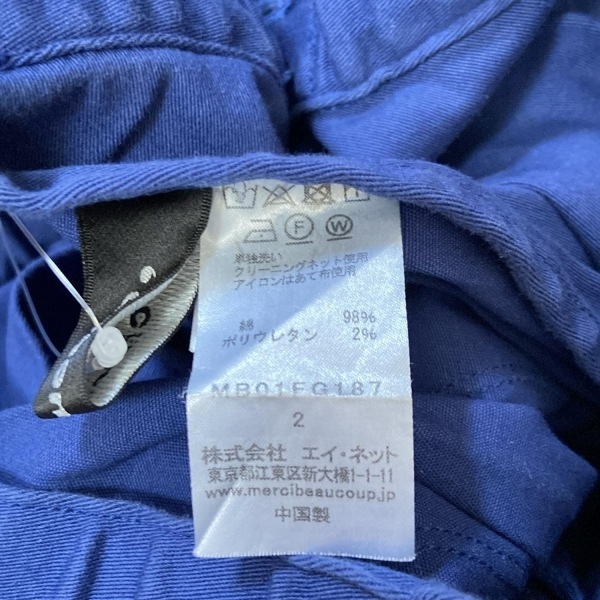 F W
単独洗い
クリーニングネット使用
アイロンはあて布使用
綿 98%
ポリウレタン 2%
MB01FG187
2
株式会社 エイ・ネット
東京都江東区新大橋1-1-11
www.mercibeaucoup.jp
中国製